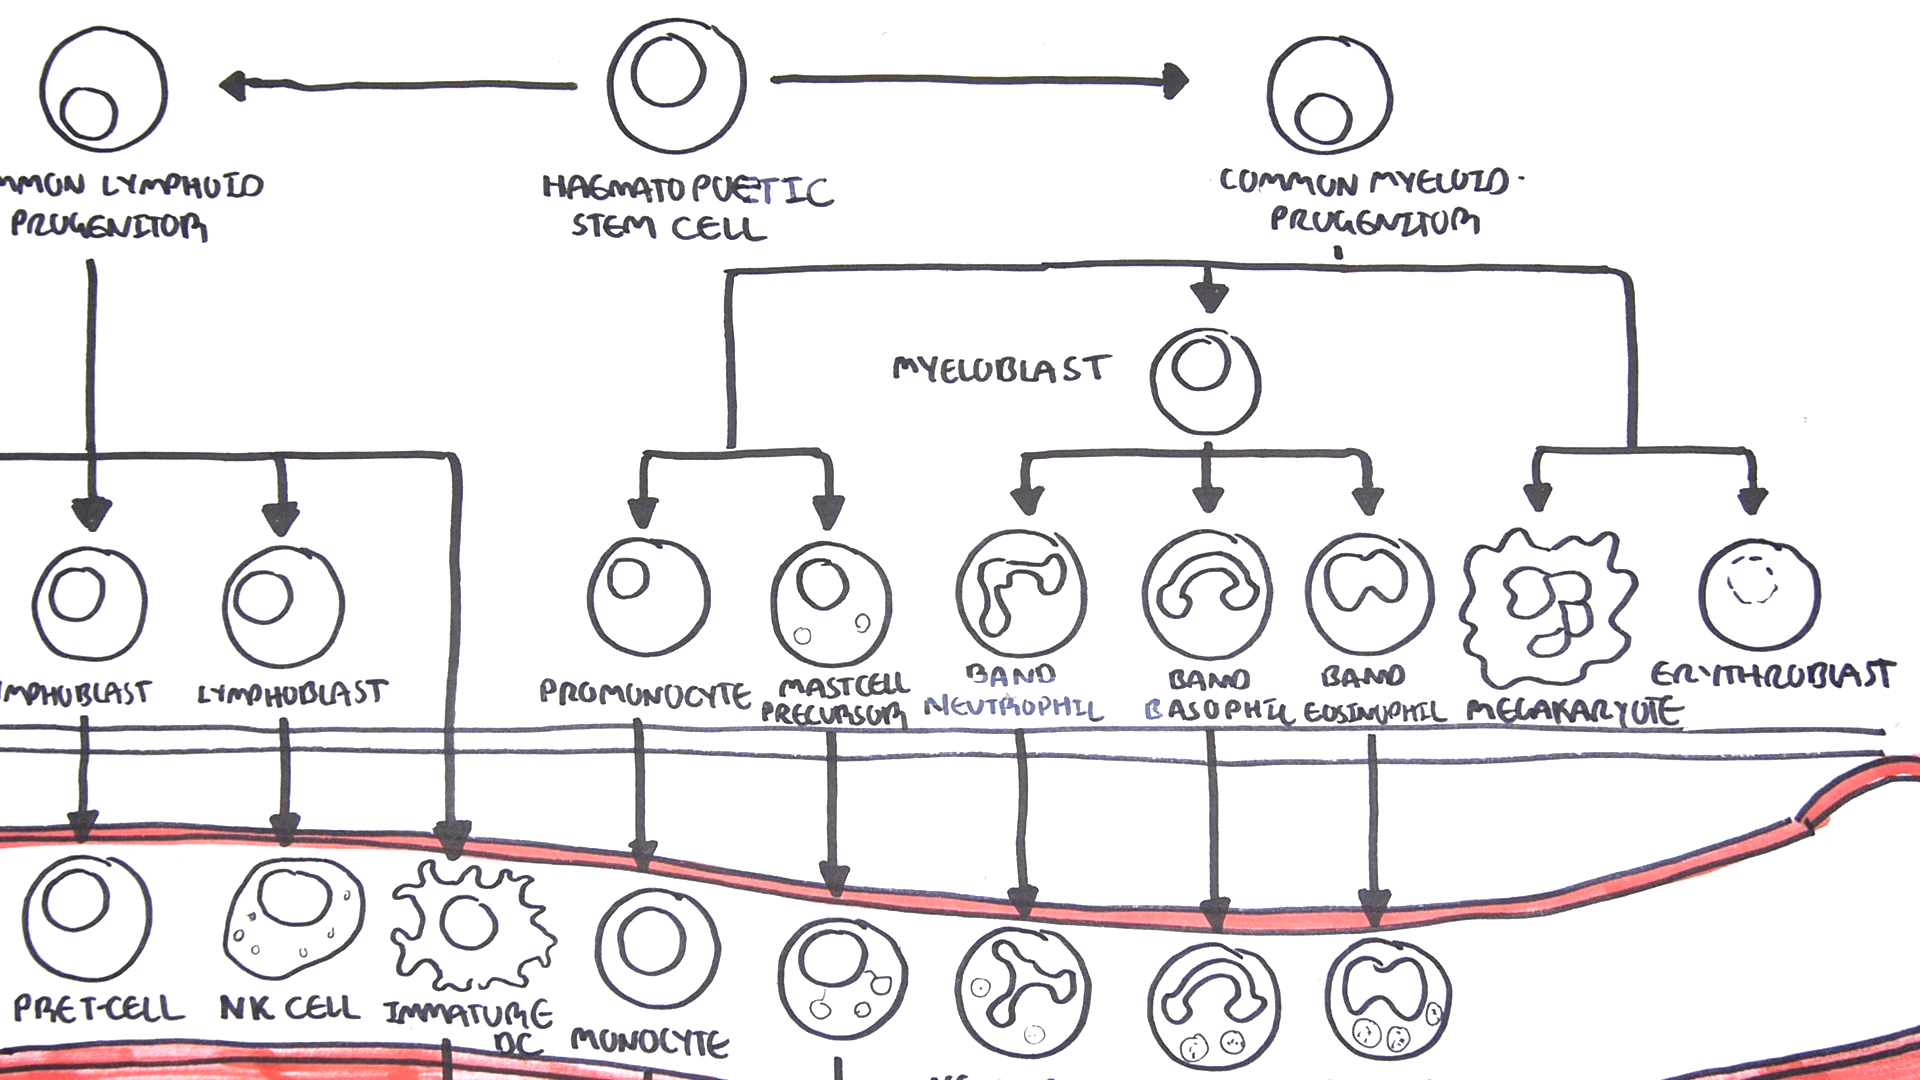 MMON LYMPHOID
PROGENITOR
HAEMATOPOETIC
STEM CELL
COMMON MYELOID
PROGENITOR
MYELOBLAST
MPHOBLAST
LYMPHOBLAST
PROMONOCYTE
MAST CELL
PRECURSOR
BAND
NEUTROPHIL
BAND
BASOPHIL
BAND
EOSINOPHIL
MEGAKARYOTE
ERYTHROBLAST
PRE T-CELL
NK CELL
IMMATURE
DC
MONOCYTE